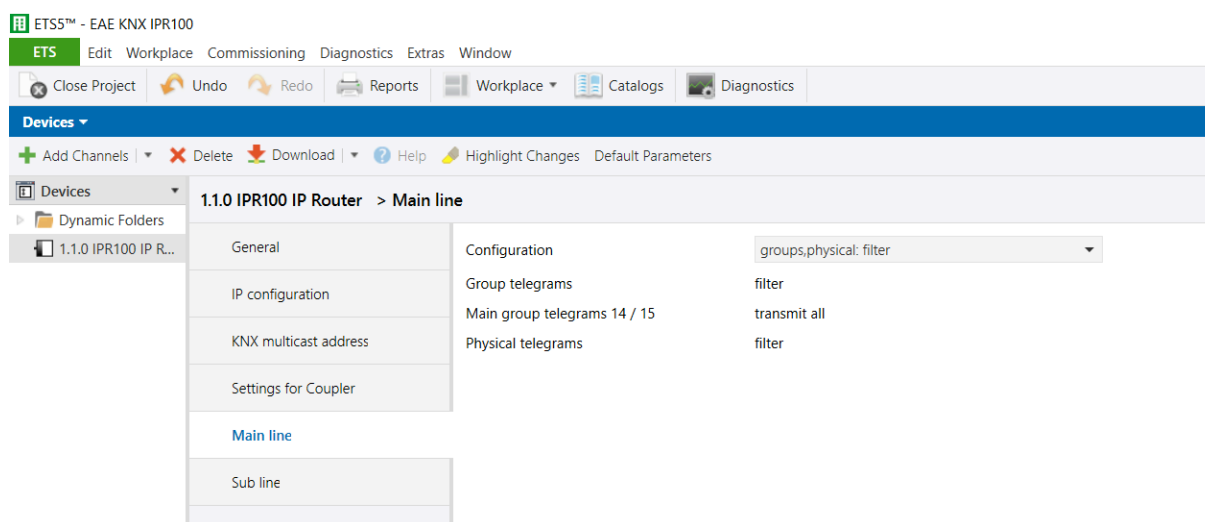 ETS5™ - EAE KNX IPR100
ETS Edit Workplace Commissioning Diagnostics Extras Window
Close Project Undo Redo Reports Workplace Catalogs Diagnostics
Devices
Add Channels Delete Download Help Highlight Changes Default Parameters
Devices
Dynamic Folders
1.1.0 IPR100 IP R...
1.1.0 IPR100 IP Router > Main line
General
IP configuration
KNX multicast address
Settings for Coupler
Main line
Sub line
Configuration groups,physical: filter
Group telegrams filter
Main group telegrams 14 / 15 transmit all
Physical telegrams filter